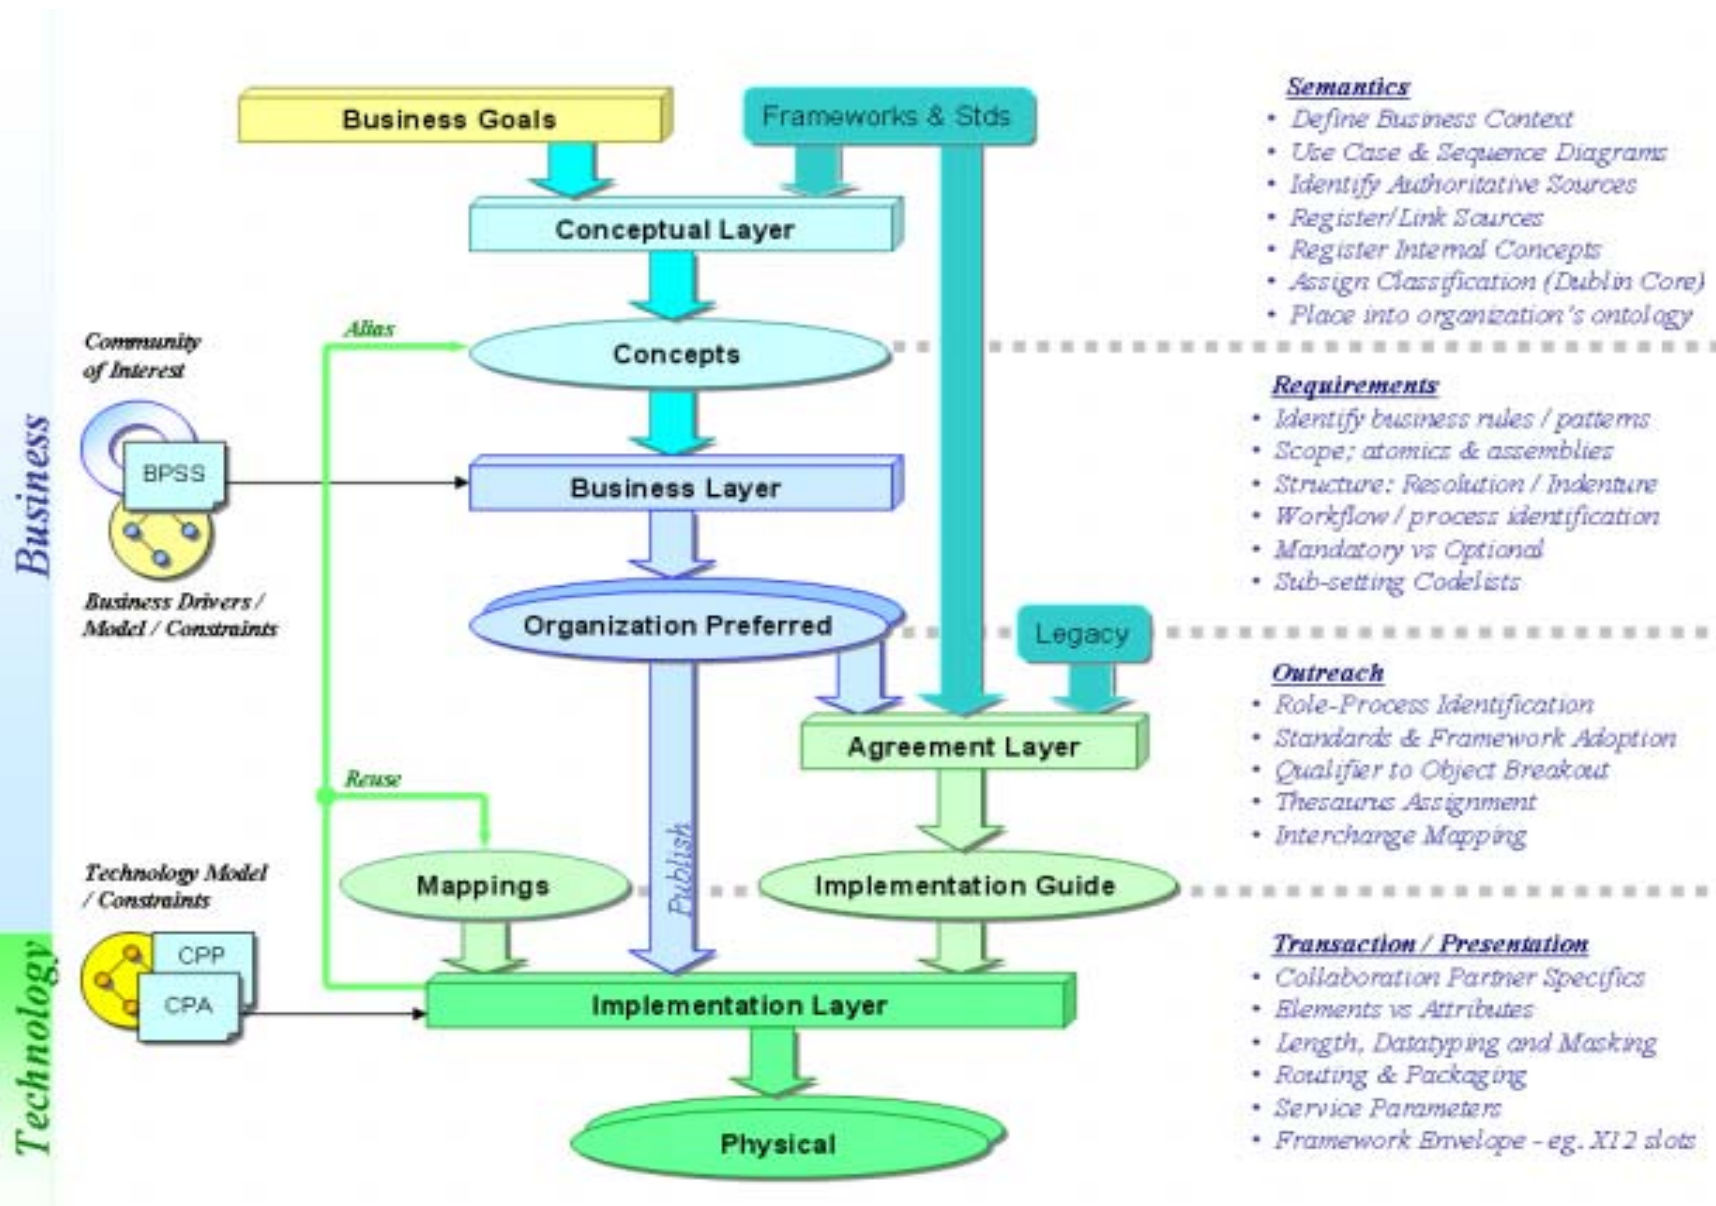 Business Goals
Frameworks & Stds
Conceptual Layer
Alias
Concepts
Community
of Interest
BPSS
Business Layer
Business Drivers /
Model / Constraints
Organization Preferred
Legacy
Agreement Layer
Reuse
Publish
Mappings
Implementation Guide
Technology Model
/ Constraints
CPP
CPA
Implementation Layer
Physical
Business
Technology
Semantics
• Define Business Context
• Use Case & Sequence Diagrams
• Identify Authoritative Sources
• Register/Link Sources
• Register Internal Concepts
• Assign Classification (Dublin Core)
• Place into organization's ontology
Requirements
• Identify business rules / patterns
• Scope; atomics & assemblies
• Structure: Resolution / Indenture
• Workflow / process identification
• Mandatory vs Optional
• Sub-setting Codelists
Outreach
• Role-Process Identification
• Standards & Framework Adoption
• Qualifier to Object Breakout
• Thesaurus Assignment
• Interchange Mapping
Transaction / Presentation
• Collaboration Partner Specifics
• Elements vs Attributes
• Length, Datatyping and Masking
• Routing & Packaging
• Service Parameters
• Framework Envelope - eg. X12 slots